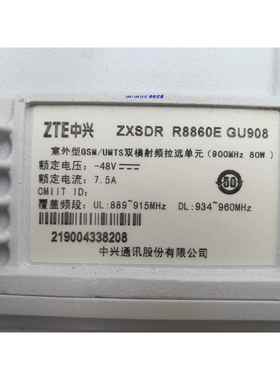 ZTE中兴 ZXSDR R8860E GU908
室外型GSM/UMTS双模射频拉远单元(900MHz 80W)
额定电压: -48V
额定电流: 7.5A
CMIIT ID:
覆盖频段: UL:889~915MHz DL:934~960MHz
50
219004338208
中兴通讯股份有限公司